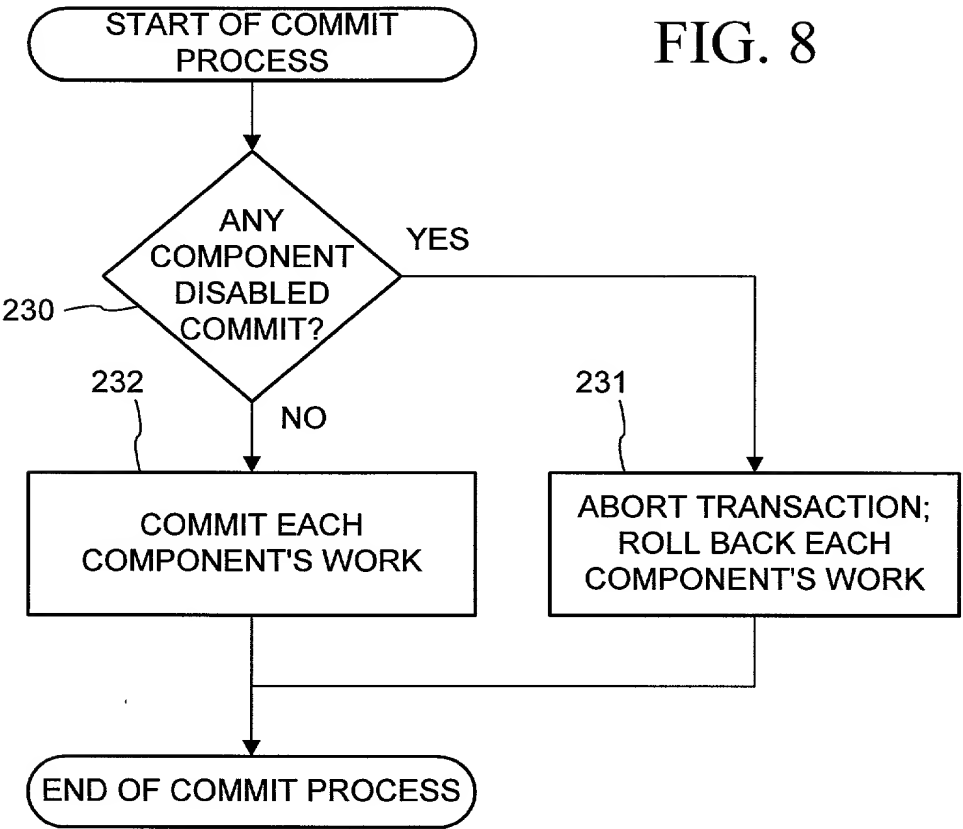 START OF COMMIT
PROCESS
FIG. 8
ANY
COMPONENT
DISABLED
COMMIT?
YES
230
232
NO
231
COMMIT EACH
COMPONENT'S WORK
ABORT TRANSACTION;
ROLL BACK EACH
COMPONENT'S WORK
END OF COMMIT PROCESS